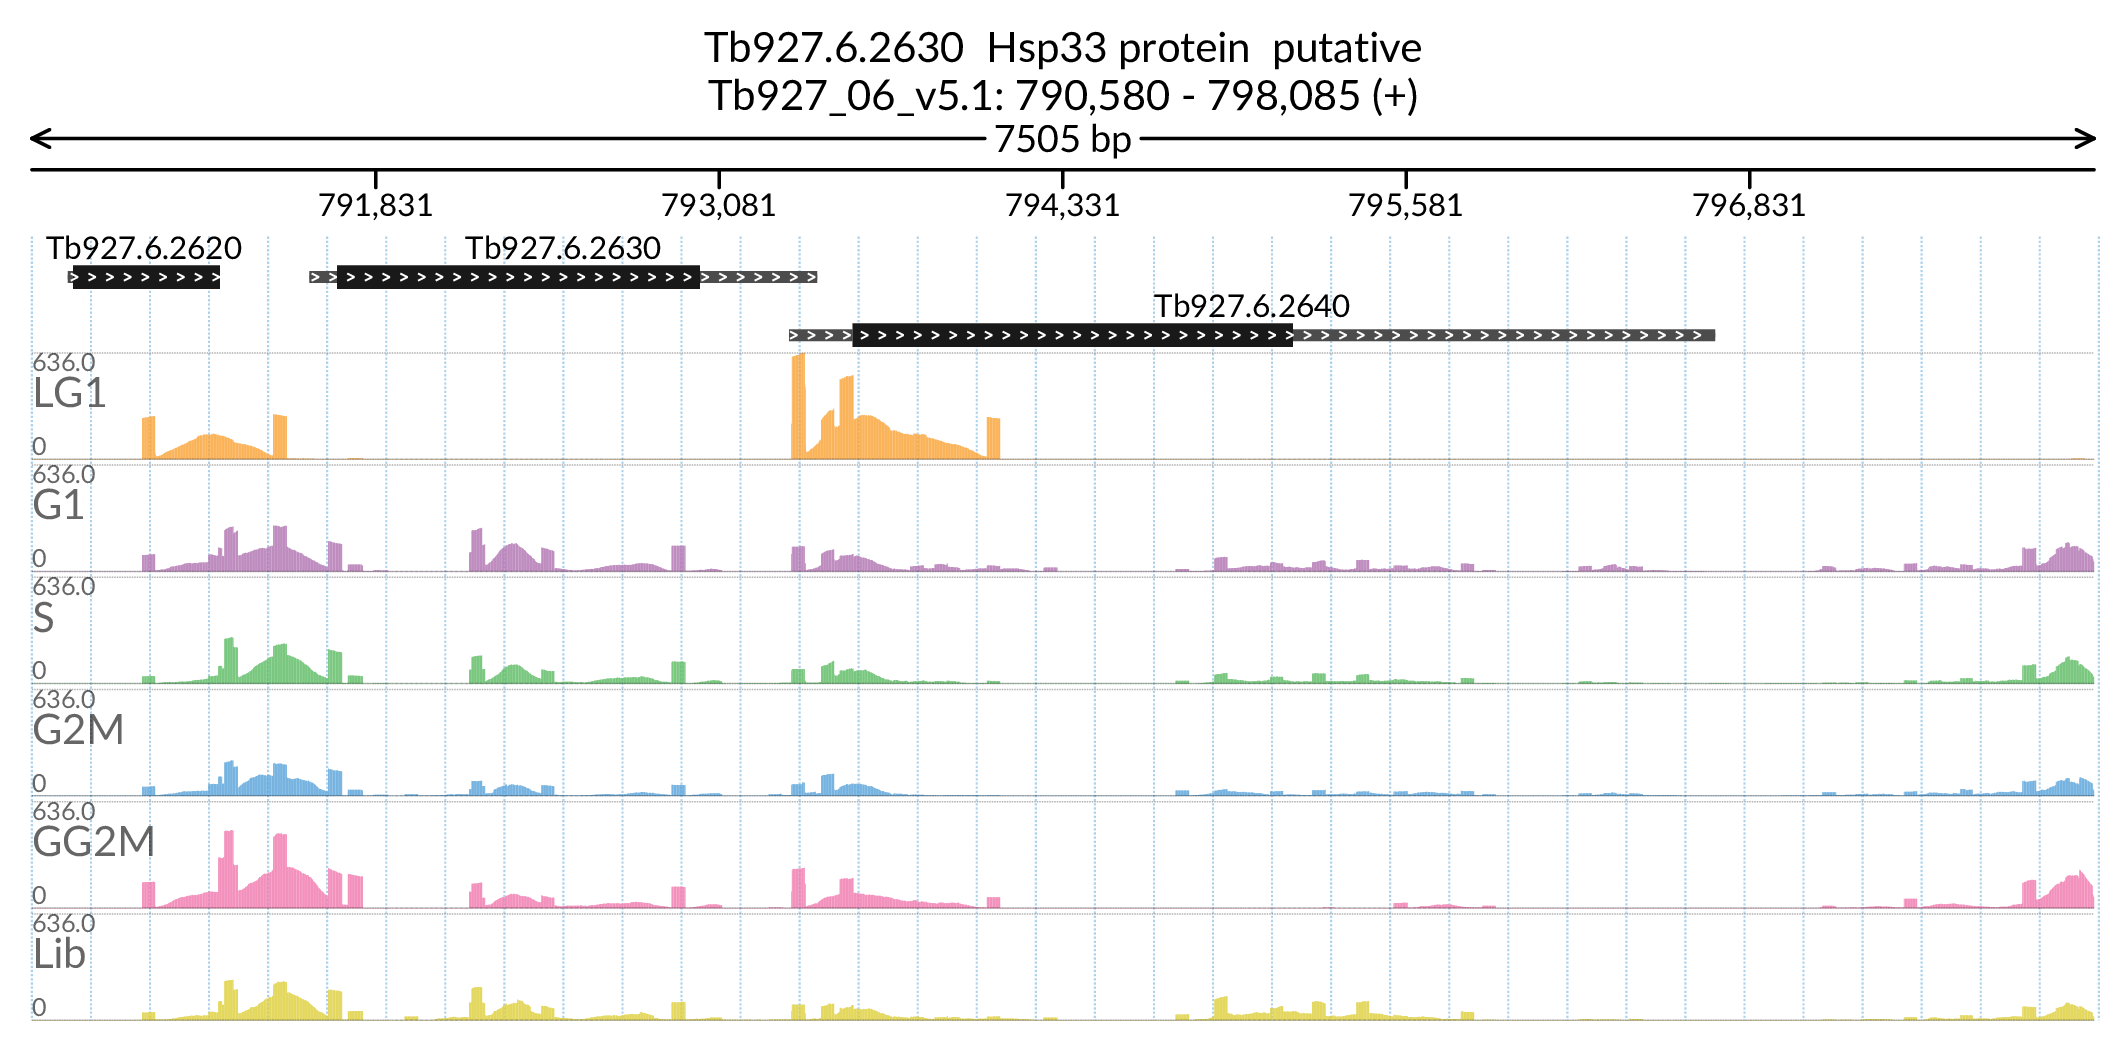 Tb927.6.2630  Hsp33 protein  putative
Tb927_06_v5.1: 790,580 - 798,085 (+)
7505 bp
791,831 793,081 794,331 795,581 796,831
Tb927.6.2620 Tb927.6.2630
Tb927.6.2640
636.0
LG1
0
636.0
G1
0
636.0
S
0
636.0
G2M
0
636.0
GG2M
0
636.0
Lib
0